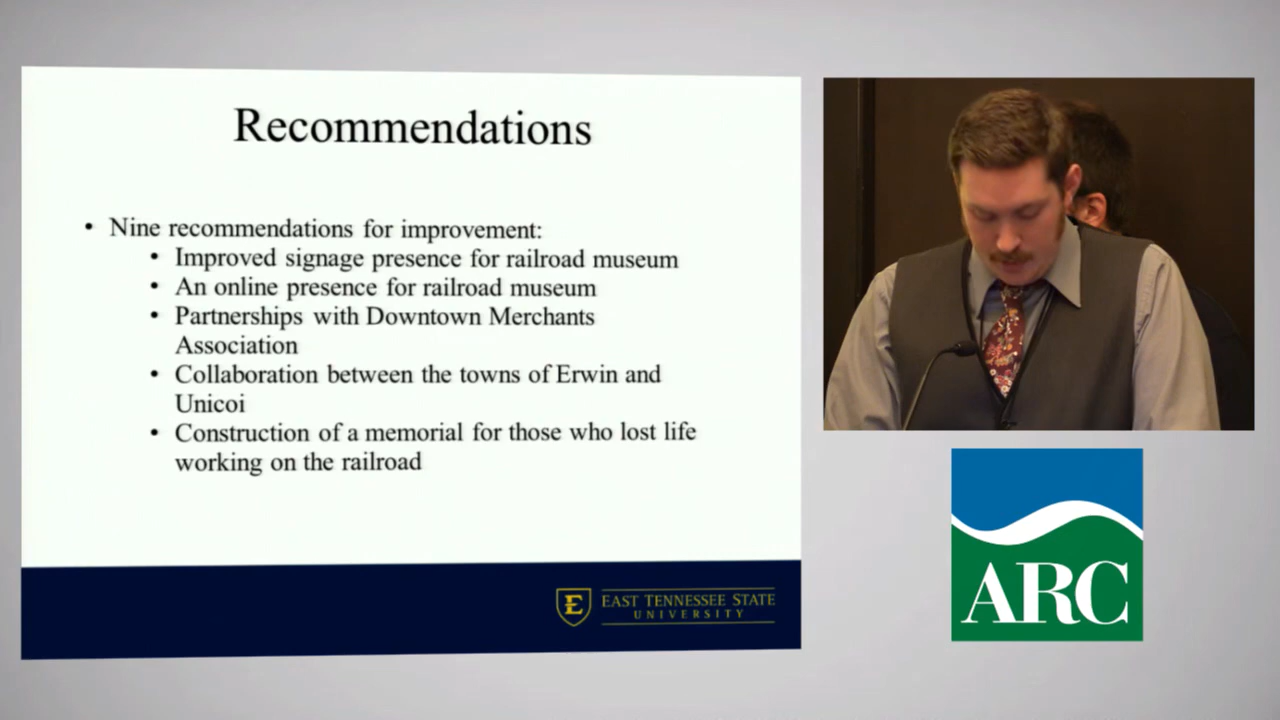 Recommendations
• Nine recommendations for improvement:
• Improved signage presence for railroad museum
• An online presence for railroad museum
• Partnerships with Downtown Merchants
Association
• Collaboration between the towns of Erwin and
Unicoi
• Construction of a memorial for those who lost life
working on the railroad
E
EAST TENNESSEE STATE
UNIVERSITY
ARC